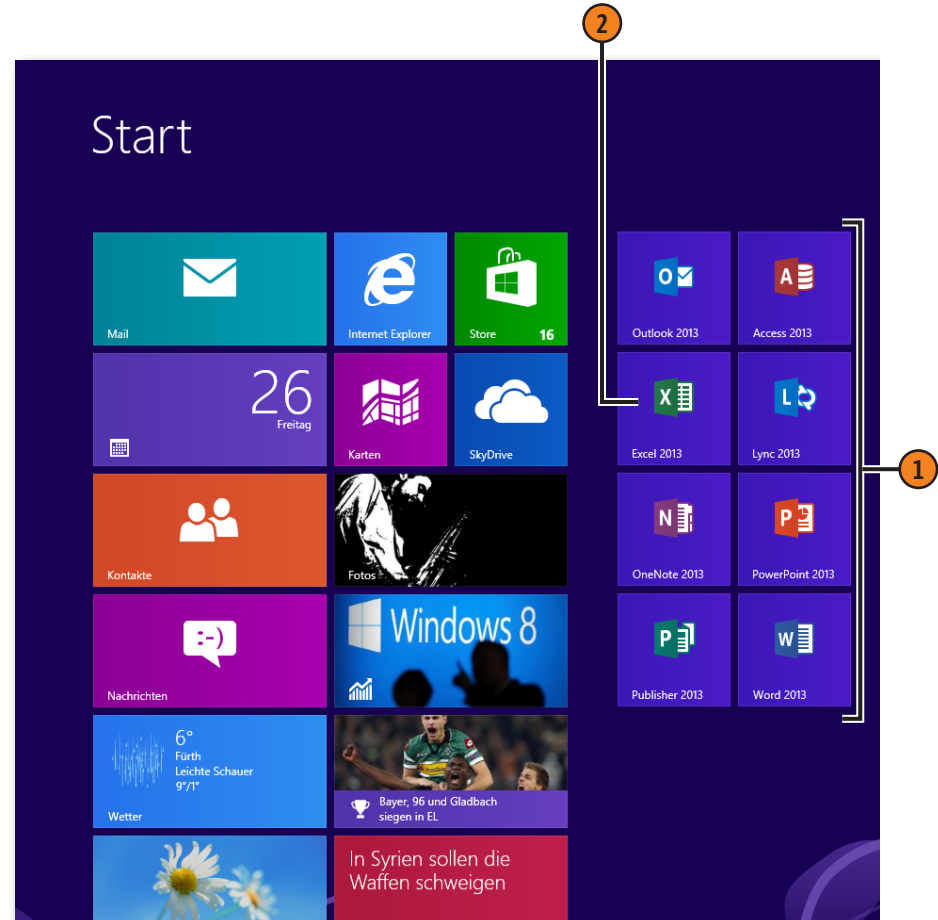 2
Start
Mail
Internet Explorer
Store 16
26
Freitag
Karten
SkyDrive
Kontakte
Fotos
Nachrichten
Windows 8
6°
Fürth
Leichte Schauer
9°/1°
Wetter
Bayer, 96 und Gladbach
siegen in EL
In Syrien sollen die
Waffen schweigen
O
Outlook 2013
A
Access 2013
X
Excel 2013
L
Lync 2013
N
OneNote 2013
P
PowerPoint 2013
P
Publisher 2013
W
Word 2013
1